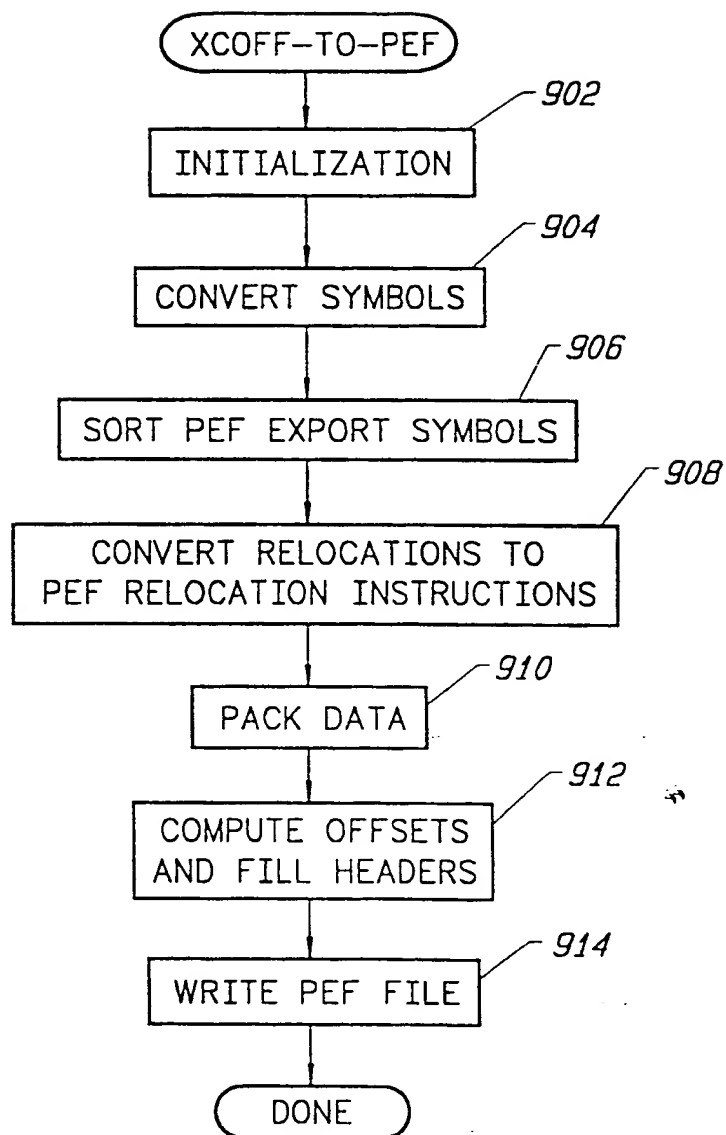 XCOFF-TO-PEF
902
INITIALIZATION
904
CONVERT SYMBOLS
906
SORT PEF EXPORT SYMBOLS
908
CONVERT RELOCATIONS TO
PEF RELOCATION INSTRUCTIONS
910
PACK DATA
912
COMPUTE OFFSETS
AND FILL HEADERS
914
WRITE PEF FILE
DONE